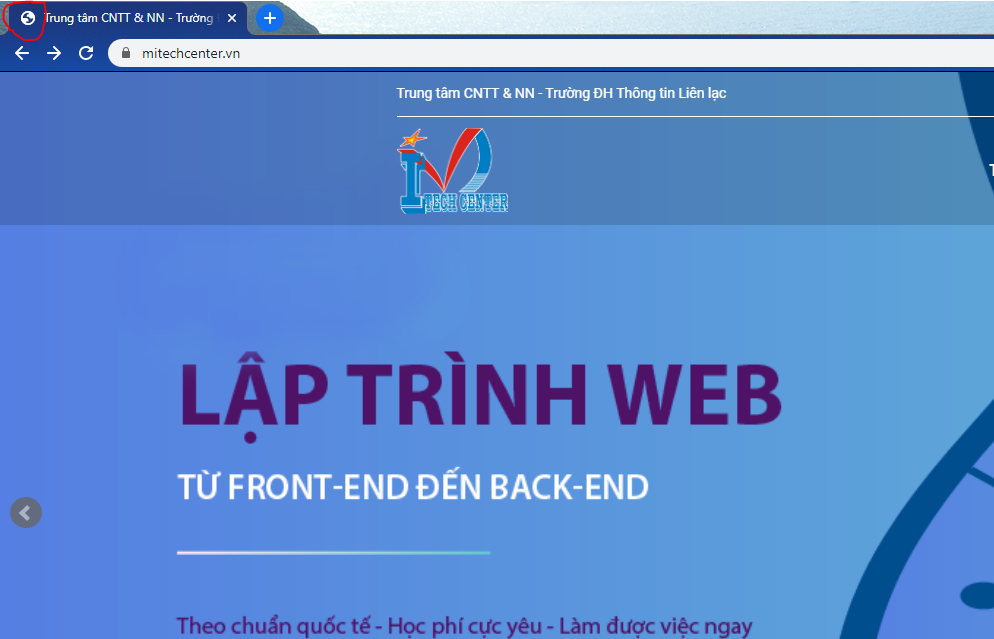 Trung tâm CNTT & NN - Trường
mitechcenter.vn
Trung tâm CNTT & NN - Trường ĐH Thông tin Liên lạc
TECH CENTER
LẬP TRÌNH WEB
TỪ FRONT-END ĐẾN BACK-END
Theo chuẩn quốc tế - Học phí cực yêu - Làm được việc ngay